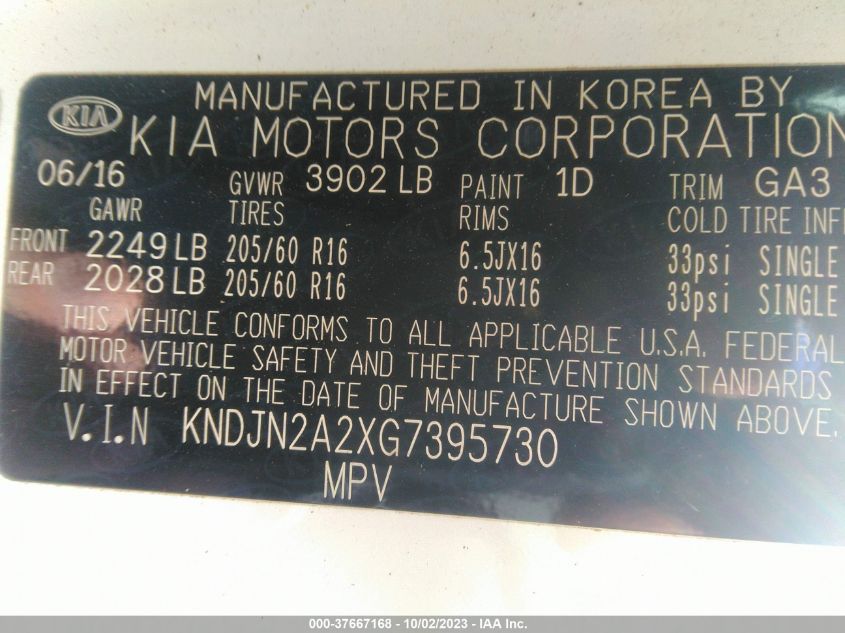 MANUFACTURED IN KOREA BY
KIA KIA MOTORS CORPORATION
06/16 GVWR 3902 LB PAINT 1D TRIM GA3
GAWR TIRES RIMS COLD TIRE INF
FRONT 2249 LB 205/60 R16 6.5JX16 33psi SINGLE
REAR 2028 LB 205/60 R16 6.5JX16 33psi SINGLE
THIS VEHICLE CONFORMS TO ALL APPLICABLE U.S.A. FEDERAL
MOTOR VEHICLE SAFETY AND THEFT PREVENTION STANDARDS
IN EFFECT ON THE DATE OF MANUFACTURE SHOWN ABOVE.
V.I.N KNDJN2A2XG7395730
MPV
000-37667168 - 10/02/2023 - IAA Inc.